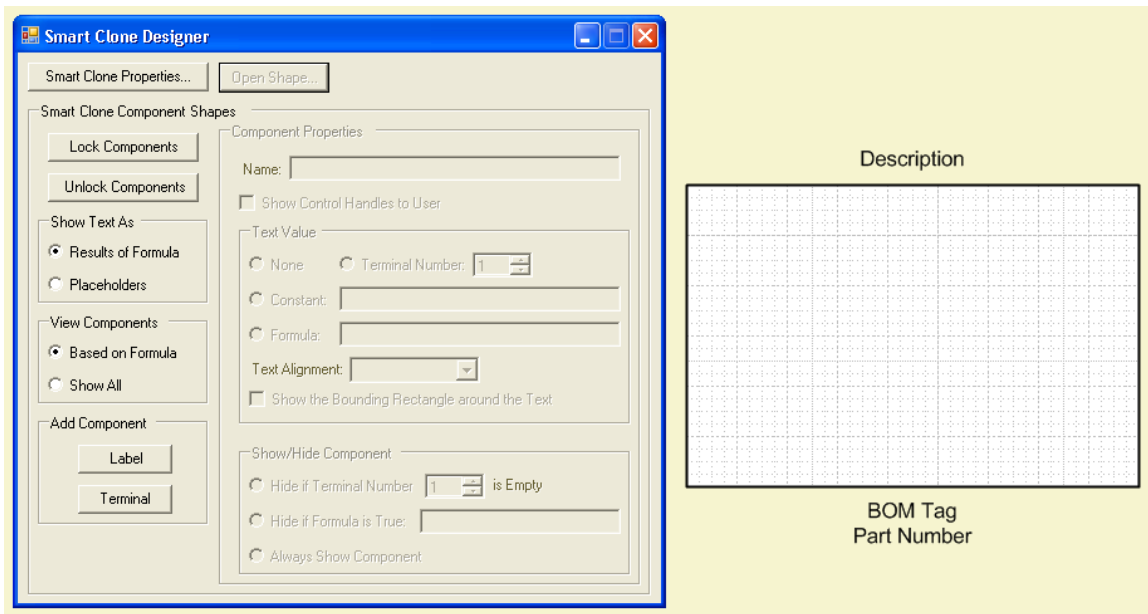 Smart Clone Designer
Smart Clone Properties...
Open Shape...
Smart Clone Component Shapes
Lock Components
Unlock Components
Show Text As
Results of Formula
Placeholders
View Components
Based on Formula
Show All
Add Component
Label
Terminal
Component Properties
Name:
Show Control Handles to User
Text Value
None Terminal Number: 1
Constant:
Formula:
Text Alignment:
Show the Bounding Rectangle around the Text
Show/Hide Component
Hide if Terminal Number 1 is Empty
Hide if Formula is True:
Always Show Component
Description
BOM Tag
Part Number